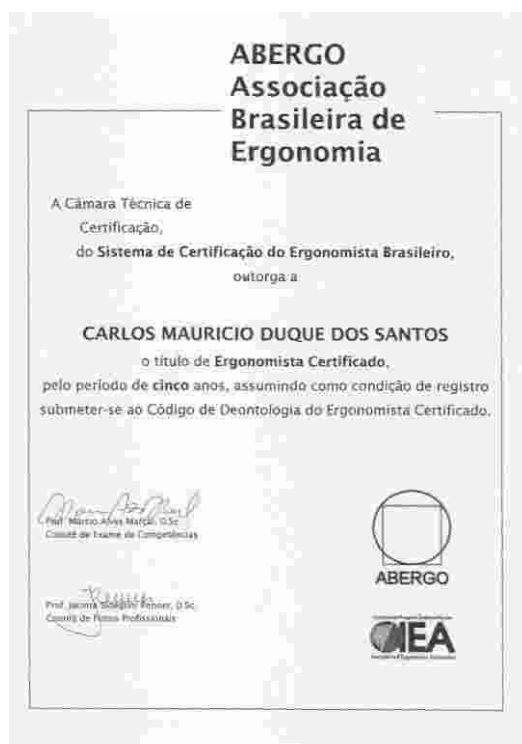 ABERGO
Associação
Brasileira de
Ergonomia
A Câmara Técnica de
Certificação,
do Sistema de Certificação do Ergonomista Brasileiro,
outorga a
CARLOS MAURICIO DUQUE DOS SANTOS
o título de Ergonomista Certificado,
pelo período de cinco anos, assumindo como condição de registro
submeter-se ao Código de Deontologia do Ergonomista Certificado.
Prof. Marcio Alves Marçal, D.Sc
Comitê de Exame de Competências
Prof. Jacinta Renner, D.Sc.
Comitê de Profissionais
ABERGO
IEA